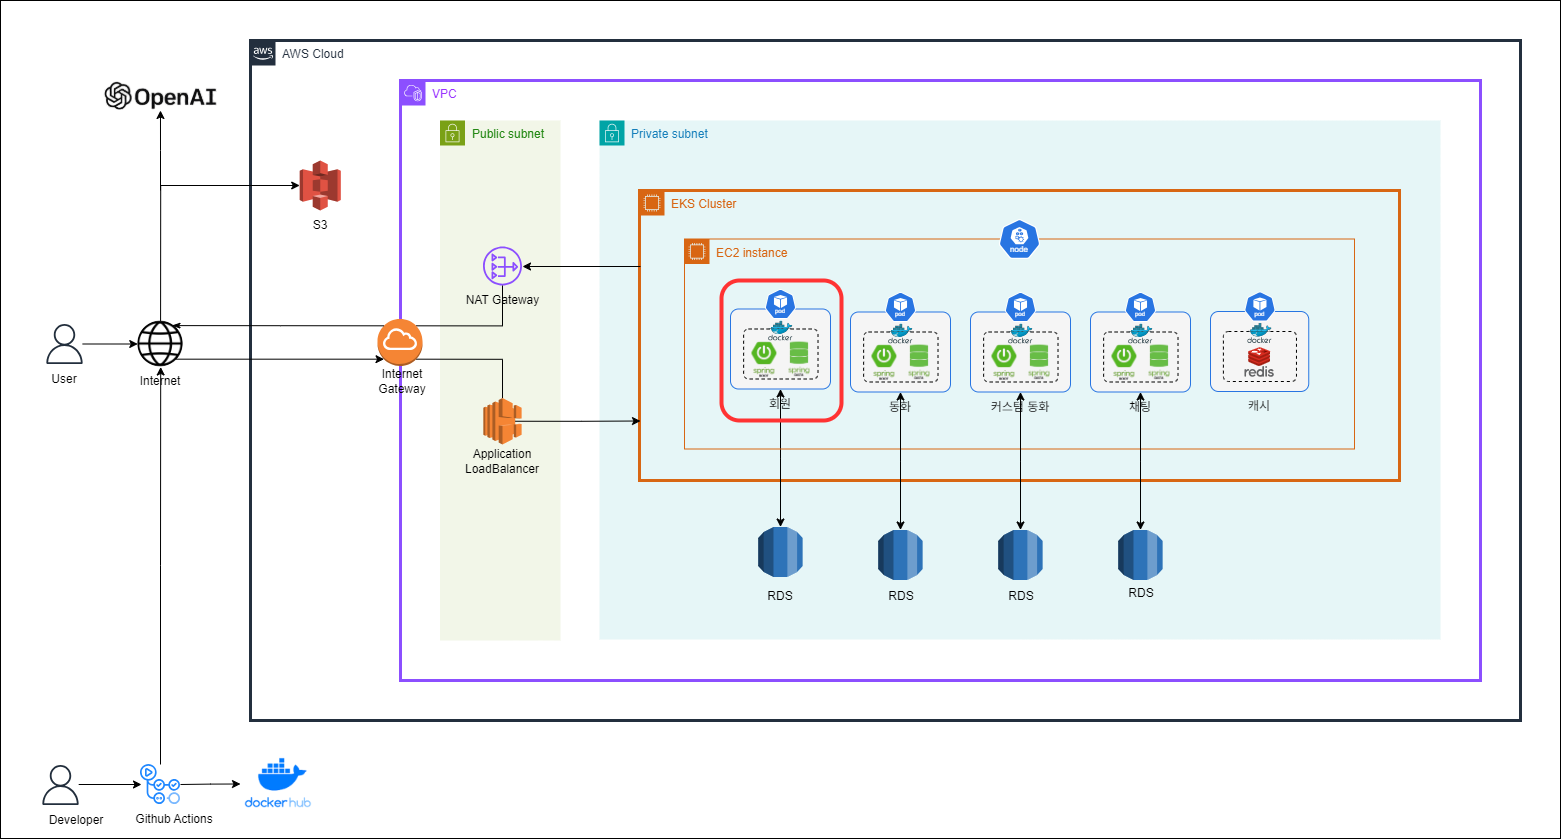 aws
AWS Cloud
OpenAI
VPC
Public subnet
Private subnet
S3
EKS Cluster
node
EC2 instance
NAT Gateway
pod
pod
pod
pod
pod
docker
docker
docker
docker
docker
spring
spring
spring
spring
spring
spring
spring
spring
redis
User
Internet
Internet
Gateway
회원
동화
커스텀 동화
채팅
캐시
Application
LoadBalancer
RDS
RDS
RDS
RDS
Developer
Github Actions
docker hub